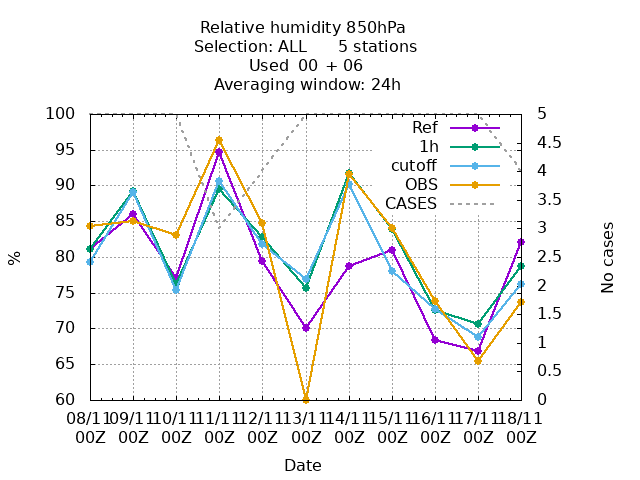 Relative humidity 850hPa
Selection: ALL 5 stations
Used 00 + 06
Averaging window: 24h
100
95
90
85
80
75
70
65
60
%
5
4.5
4
3.5
3
2.5
2
1.5
1
0.5
0
No cases
Ref
1h
cutoff
OBS
CASES
08/11 09/11 10/11 11/11 12/11 13/11 14/11 15/11 16/11 17/11 18/11
00Z 00Z 00Z 00Z 00Z 00Z 00Z 00Z 00Z 00Z 00Z
Date